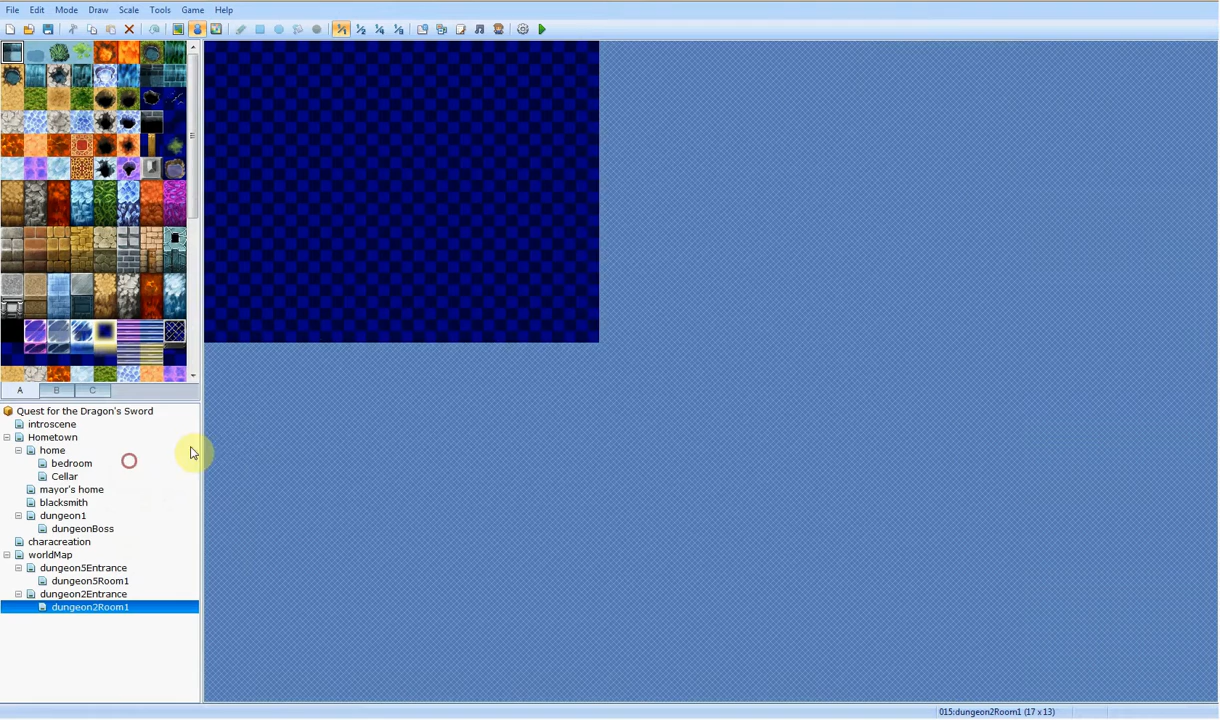 File Edit Mode Draw Scale Tools Game Help
A B C
Quest for the Dragon's Sword
introscene
Hometown
home
bedroom
Cellar
mayor's home
blacksmith
dungeon1
dungeonBoss
characreation
worldMap
dungeon5Entrance
dungeon5Room1
dungeon2Entrance
dungeon2Room1
015:dungeon2Room1 (17 x 13)